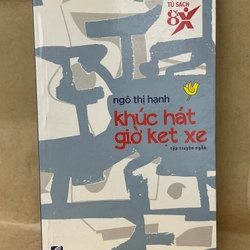 TỦ SÁCH
8X
ngô thị hạnh
khúc hát
giờ kẹt xe
tập truyện ngắn